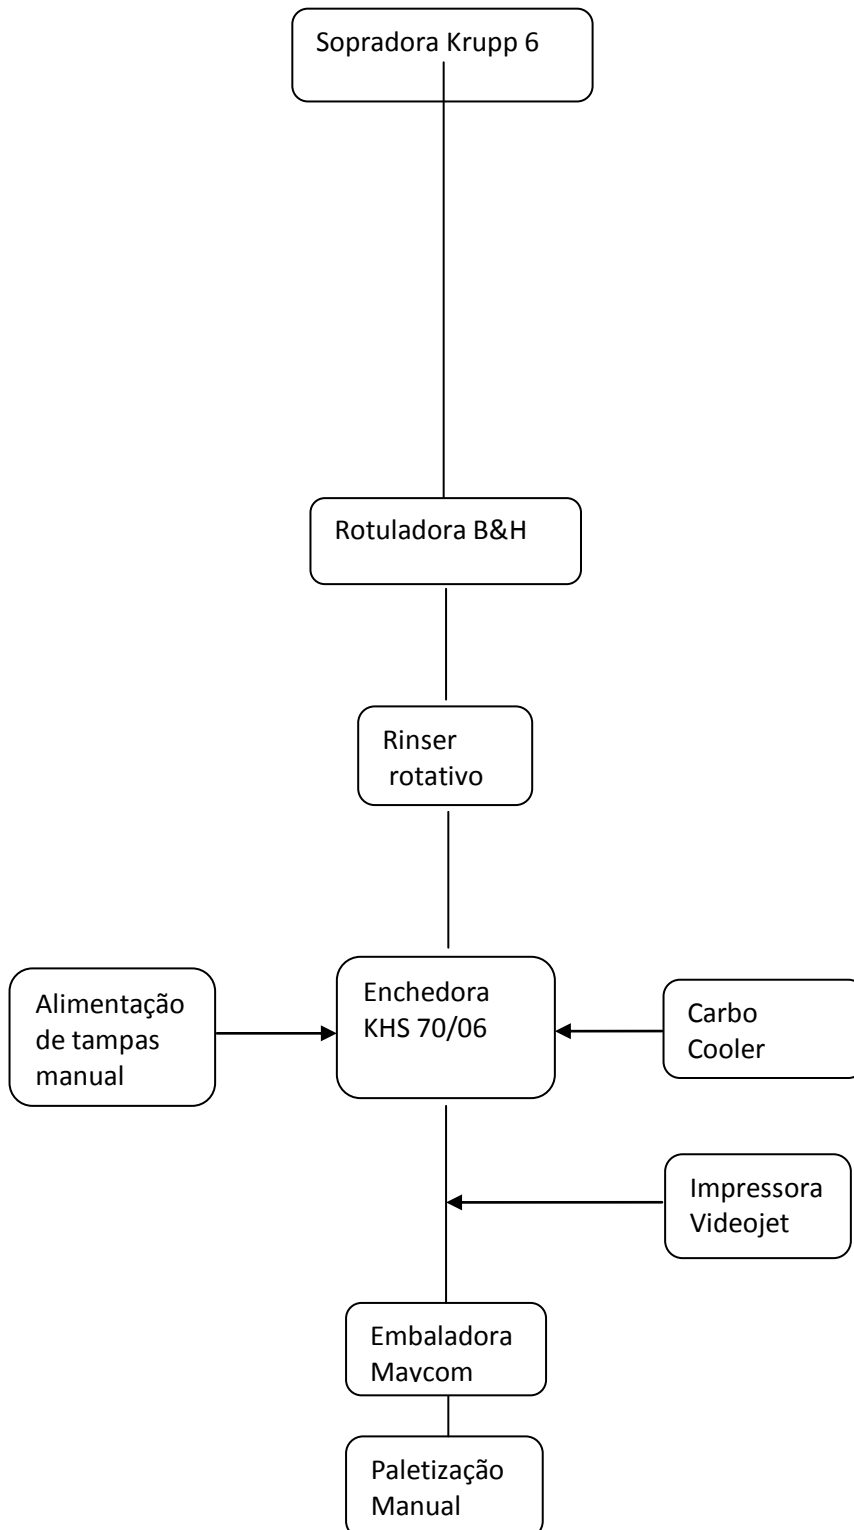 Sopradora Krupp 6
Rotuladora B&H
Rinser
rotativo
Alimentação
de tampas
manual
Enchedora
KHS 70/06
Carbo
Cooler
Impressora
Videojet
Embaladora
Mavcom
Paletização
Manual